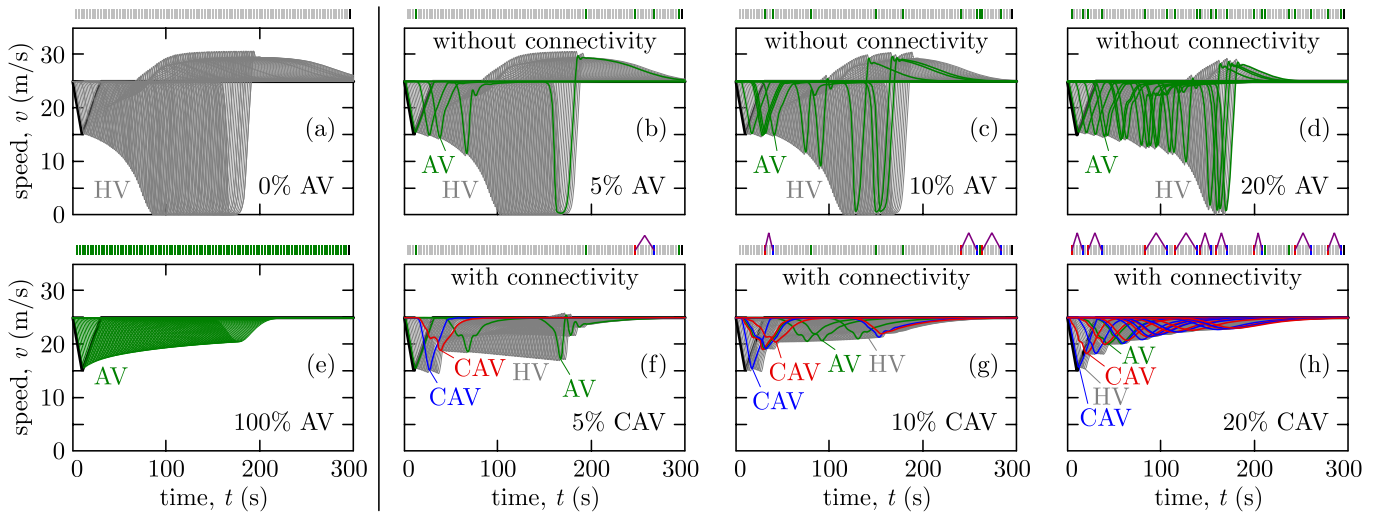 without connectivity
without connectivity
without connectivity
30
20
10
0
speed, v (m/s)
HV
(a)
0% AV
AV
HV
(b)
5% AV
AV
HV
(c)
10% AV
AV
HV
(d)
20% AV
with connectivity
with connectivity
with connectivity
30
20
10
0
speed, v (m/s)
AV
(e)
100% AV
CAV
CAV
HV
AV
(f)
5% CAV
CAV
CAV
AV
HV
(g)
10% CAV
AV
CAV
HV
CAV
(h)
20% CAV
0 100 200 300
0 100 200 300
0 100 200 300
0 100 200 300
time, t (s)
time, t (s)
time, t (s)
time, t (s)